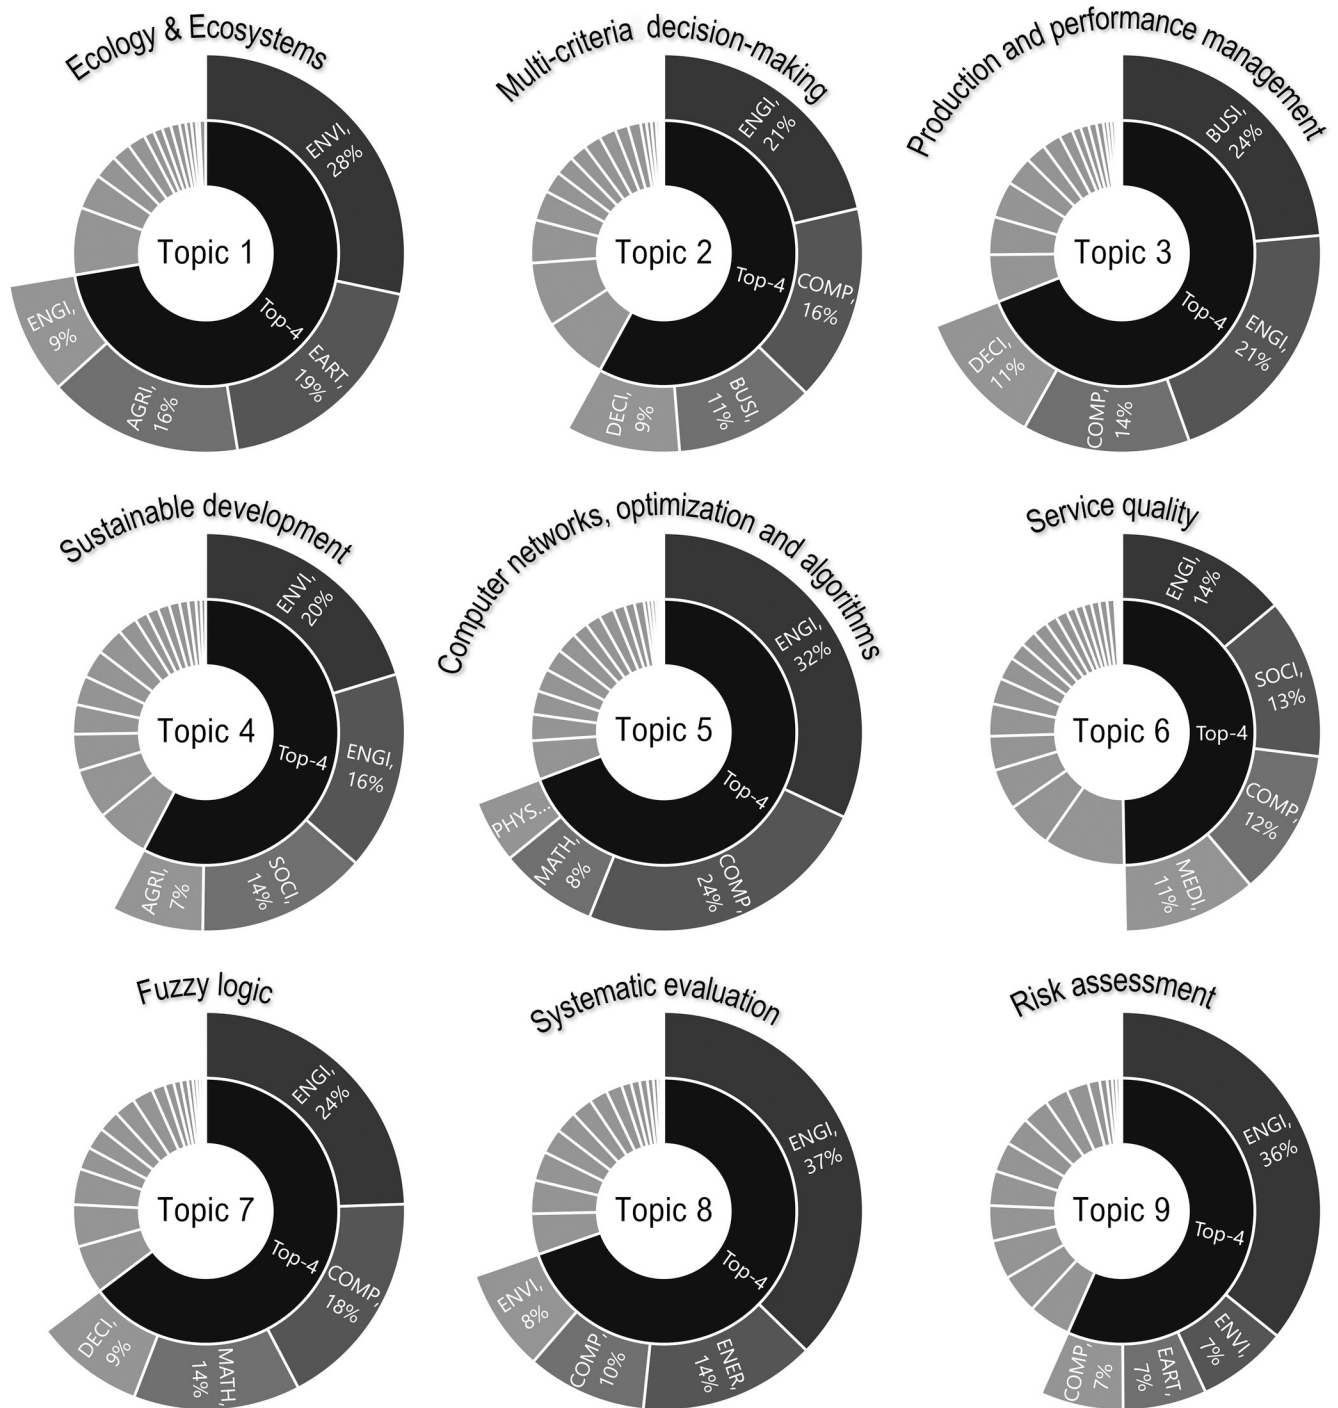 Ecology & Ecosystems
ENVI,
28%
EART,
19%
AGRI,
16%
ENGI,
9%
Top-4
Topic 1
Multi-criteria decision-making
ENGI,
21%
COMP,
16%
BUSI,
11%
DECI,
9%
Top-4
Topic 2
Production and performance management
BUSI,
24%
ENGI,
21%
COMP,
14%
DECI,
11%
Top-4
Topic 3
Sustainable development
ENVI,
20%
ENGI,
16%
SOCI,
14%
AGRI,
7%
Top-4
Topic 4
Computer networks, optimization and algorithms
ENGI,
32%
COMP,
24%
MATH,
8%
PHYS...
Top-4
Topic 5
Service quality
ENGI,
14%
SOCI,
13%
COMP,
12%
MEDI,
11%
Top-4
Topic 6
Fuzzy logic
ENGI,
24%
COMP,
18%
MATH,
14%
DECI,
9%
Top-4
Topic 7
Systematic evaluation
ENGI,
37%
ENER,
14%
COMP,
10%
ENVI,
8%
Top-4
Topic 8
Risk assessment
ENGI,
36%
ENVI,
7%
EART,
7%
COMP,
7%
Top-4
Topic 9